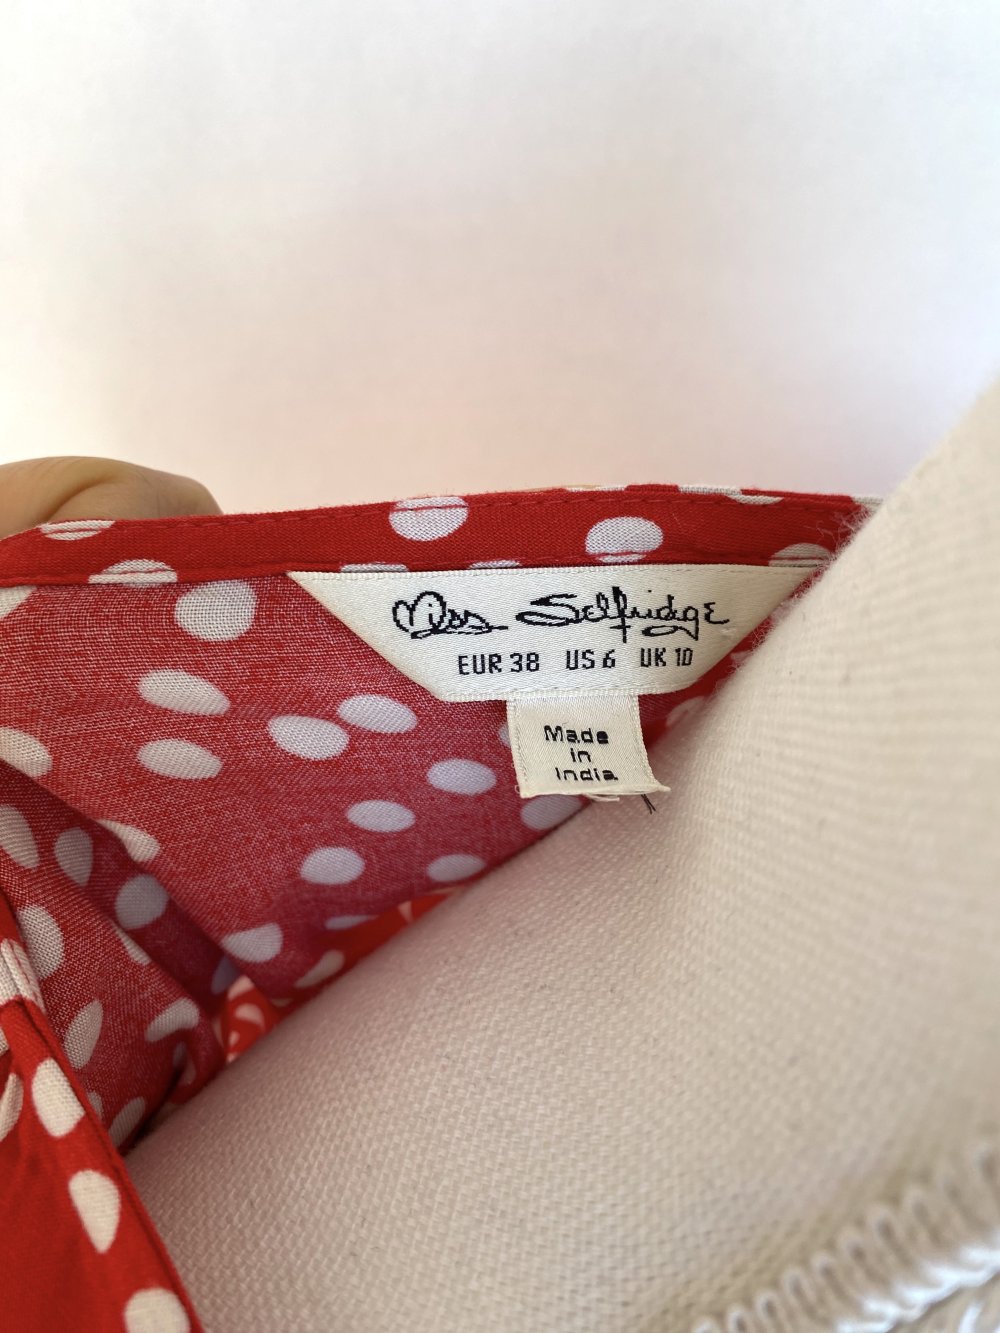 Miss Selfridge
EUR 38 US 6 UK 10
Made
in
India